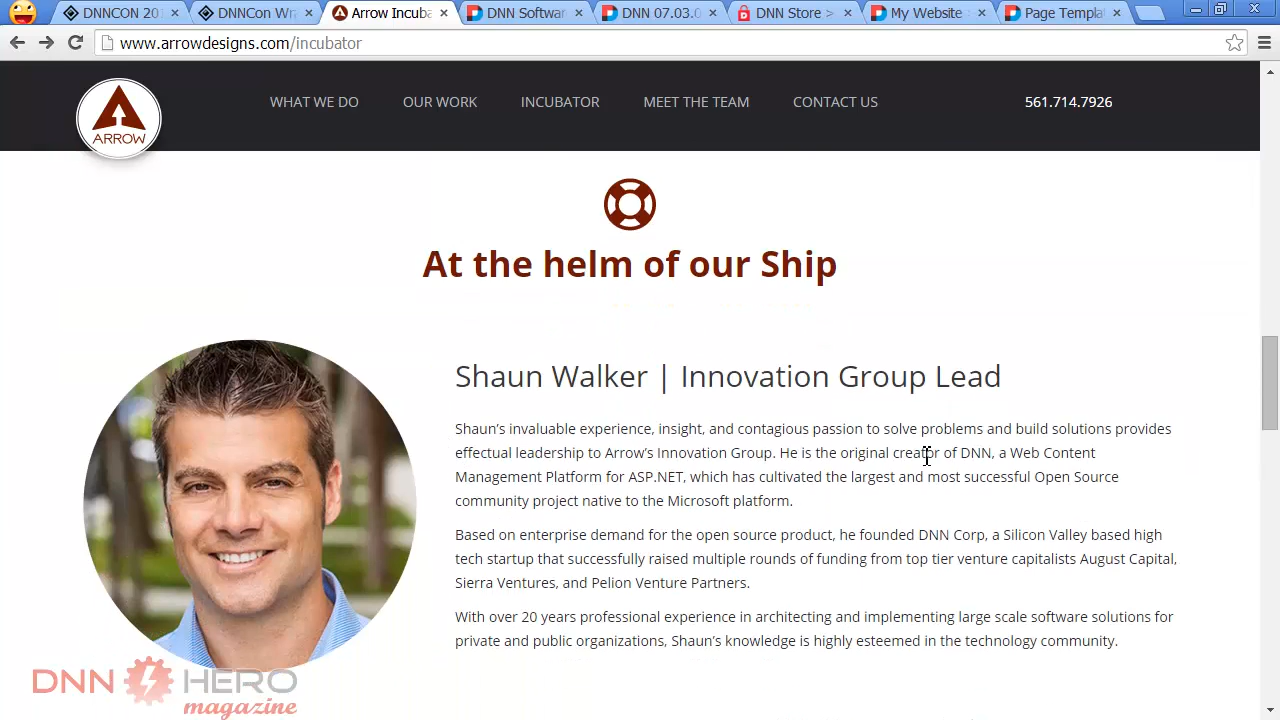 DNNCON 201
DNNCon Wra
Arrow Incuba
DNN Softwar
DNN 07.03.0
DNN Store >
My Website
Page Templat
www.arrowdesigns.com/incubator
ARROW
WHAT WE DO
OUR WORK
INCUBATOR
MEET THE TEAM
CONTACT US
561.714.7926
At the helm of our Ship
Shaun Walker | Innovation Group Lead
Shaun's invaluable experience, insight, and contagious passion to solve problems and build solutions provides
effectual leadership to Arrow's Innovation Group. He is the original creator of DNN, a Web Content
Management Platform for ASP.NET, which has cultivated the largest and most successful Open Source
community project native to the Microsoft platform.
Based on enterprise demand for the open source product, he founded DNN Corp, a Silicon Valley based high
tech startup that successfully raised multiple rounds of funding from top tier venture capitalists August Capital,
Sierra Ventures, and Pelion Venture Partners.
With over 20 years professional experience in architecting and implementing large scale software solutions for
private and public organizations, Shaun's knowledge is highly esteemed in the technology community.
DNN HERO
magazine